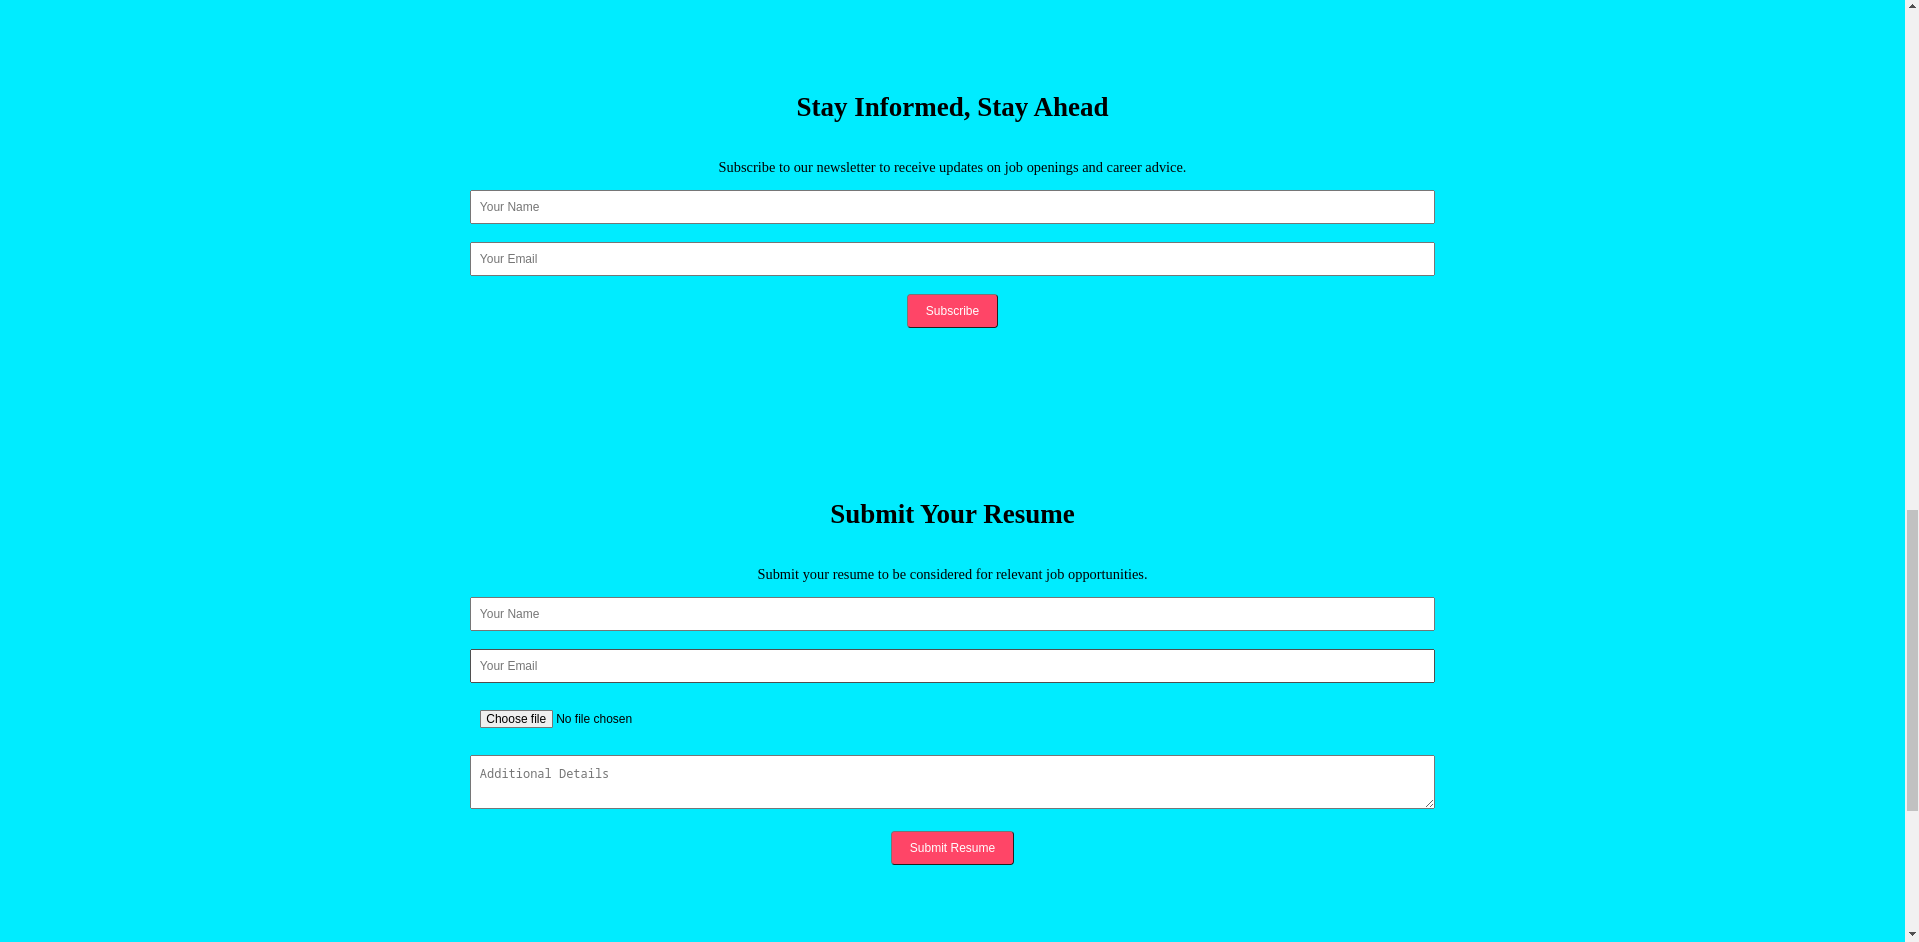 Stay Informed, Stay Ahead
Subscribe to our newsletter to receive updates on job openings and career advice.
Your Name
Your Email
Subscribe
Submit Your Resume
Submit your resume to be considered for relevant job opportunities.
Your Name
Your Email
Choose file No file chosen
Additional Details
Submit Resume